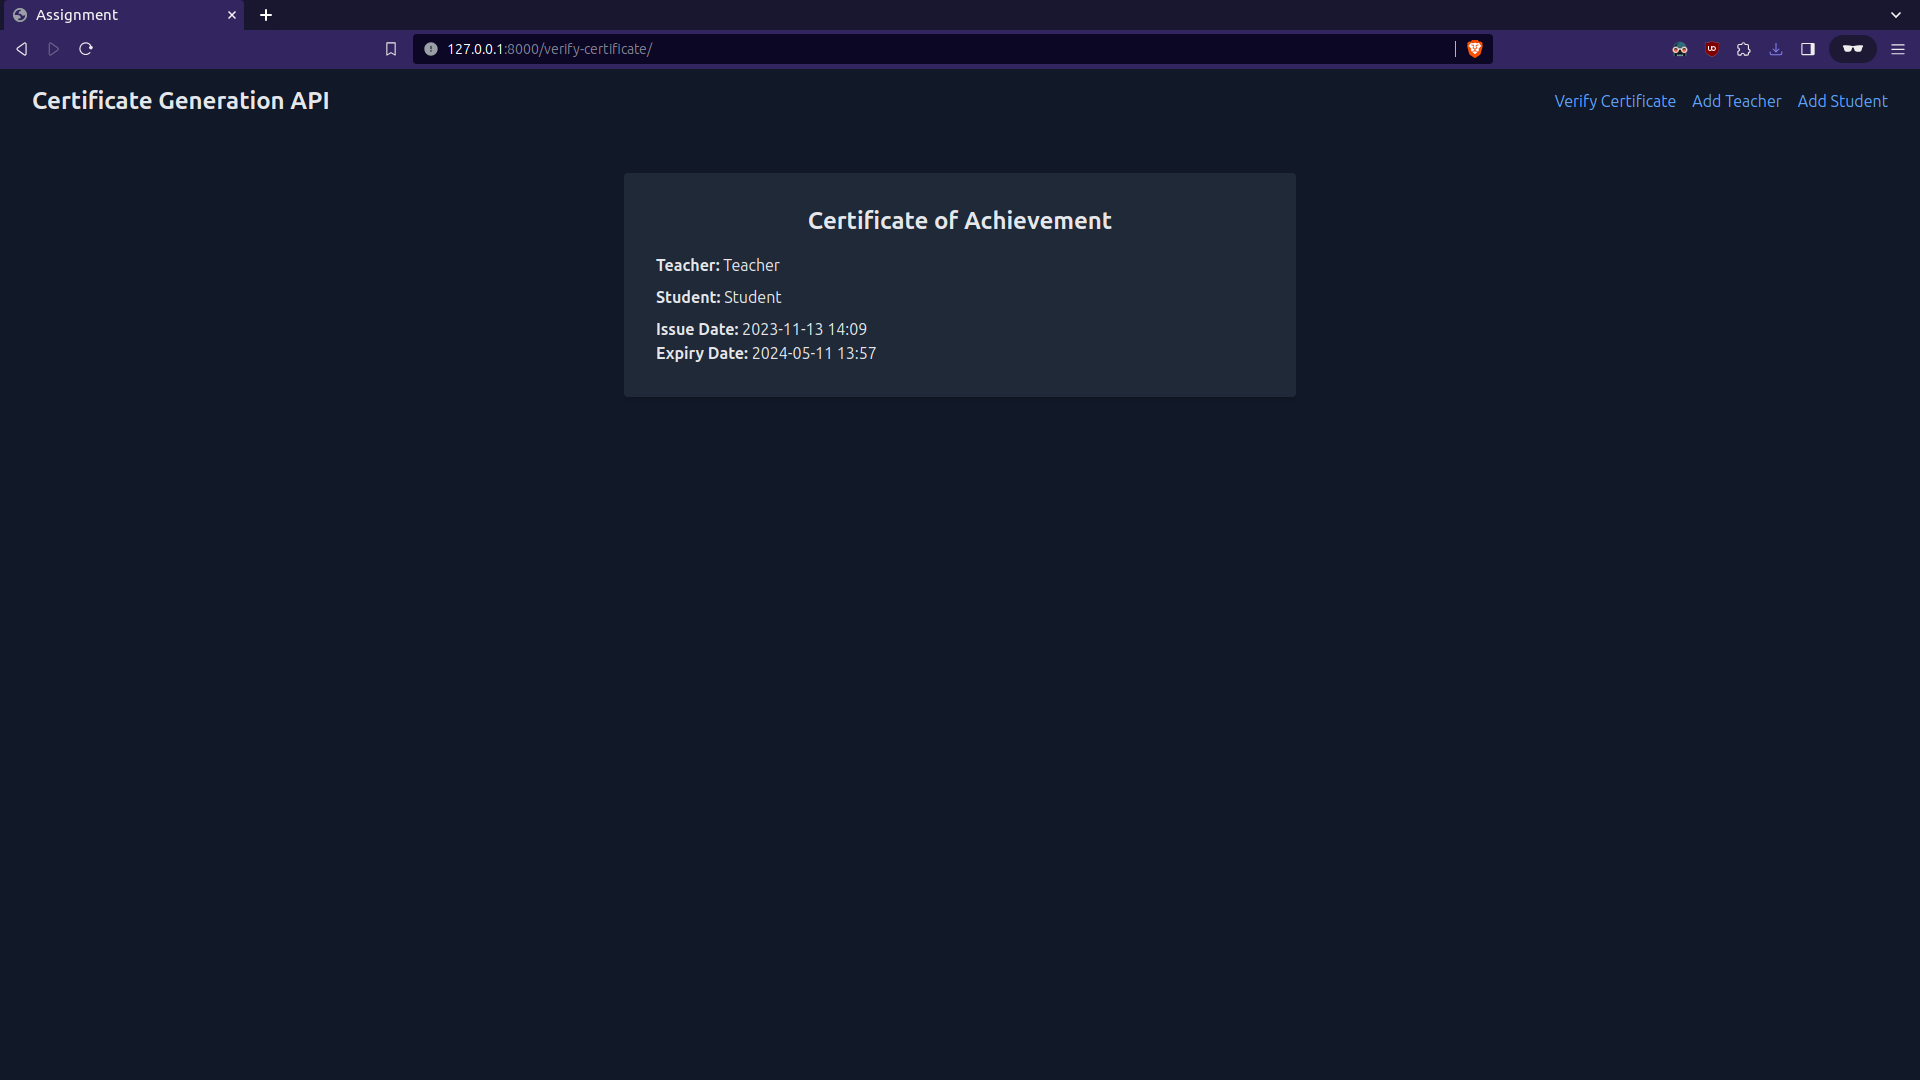 Assignment
127.0.0.1:8000/verify-certificate/
Certificate Generation API
Verify Certificate Add Teacher Add Student
Certificate of Achievement
Teacher: Teacher
Student: Student
Issue Date: 2023-11-13 14:09
Expiry Date: 2024-05-11 13:57